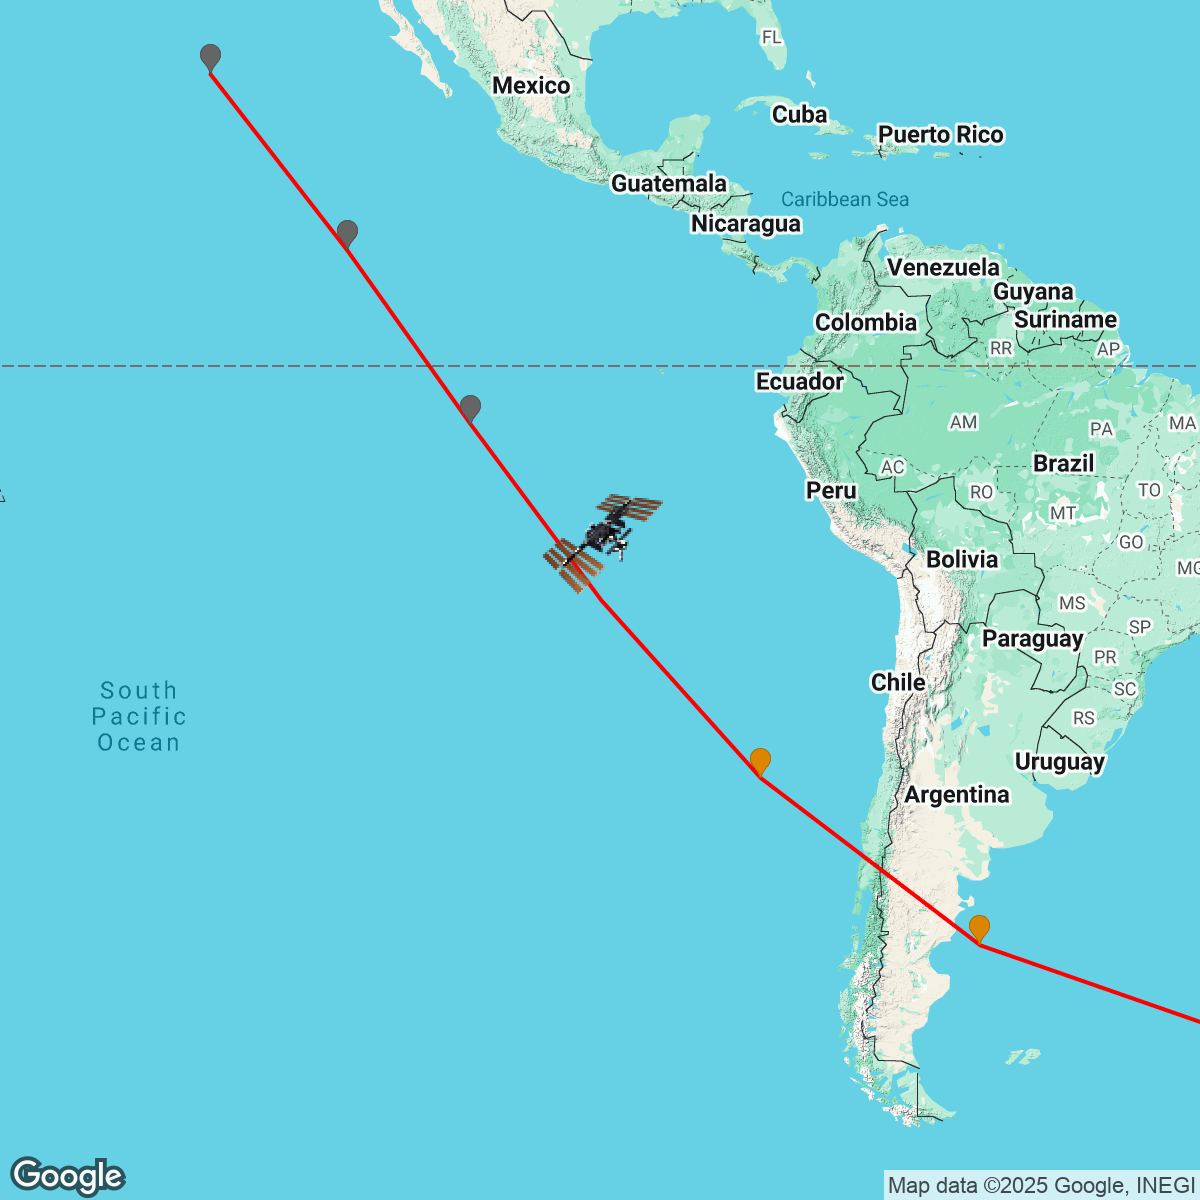 FL
Mexico
Cuba
Puerto Rico
Guatemala
Caribbean Sea
Nicaragua
Venezuela
Guyana
Colombia
Suriname
RR
AP
Ecuador
AM
PA
MA
AC
Brazil
Peru
RO
TO
MT
GO
Bolivia
MG
MS
SP
Paraguay
PR
Chile
SC
South
Pacific
Ocean
RS
Uruguay
Argentina
Google
Map data ©2025 Google, INEGI